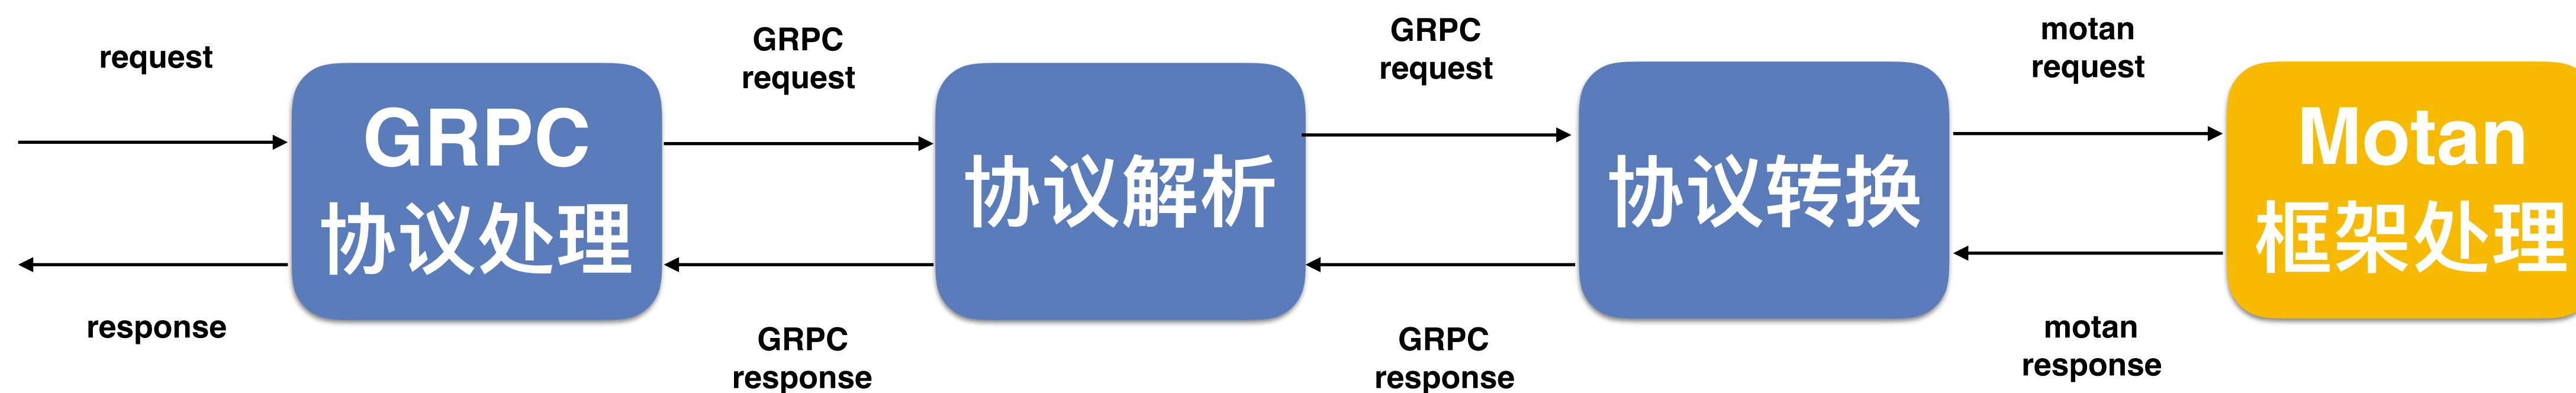 request
GRPC
request
GRPC
request
motan
request
GRPC
协议处理
协议解析
协议转换
Motan
框架处理
response
GRPC
response
GRPC
response
motan
response